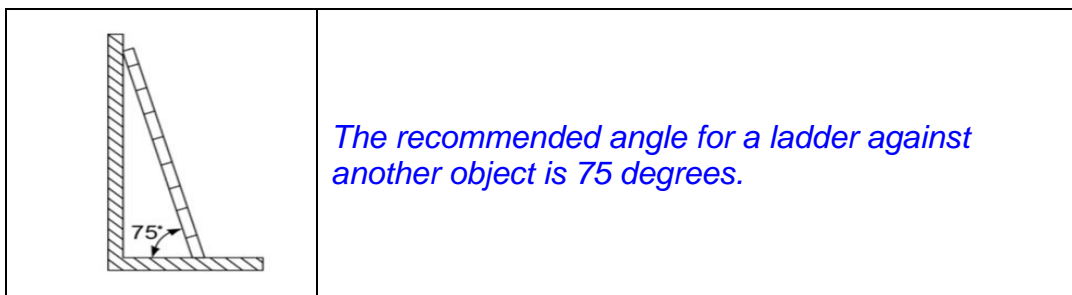 75°
The recommended angle for a ladder against
another object is 75 degrees.